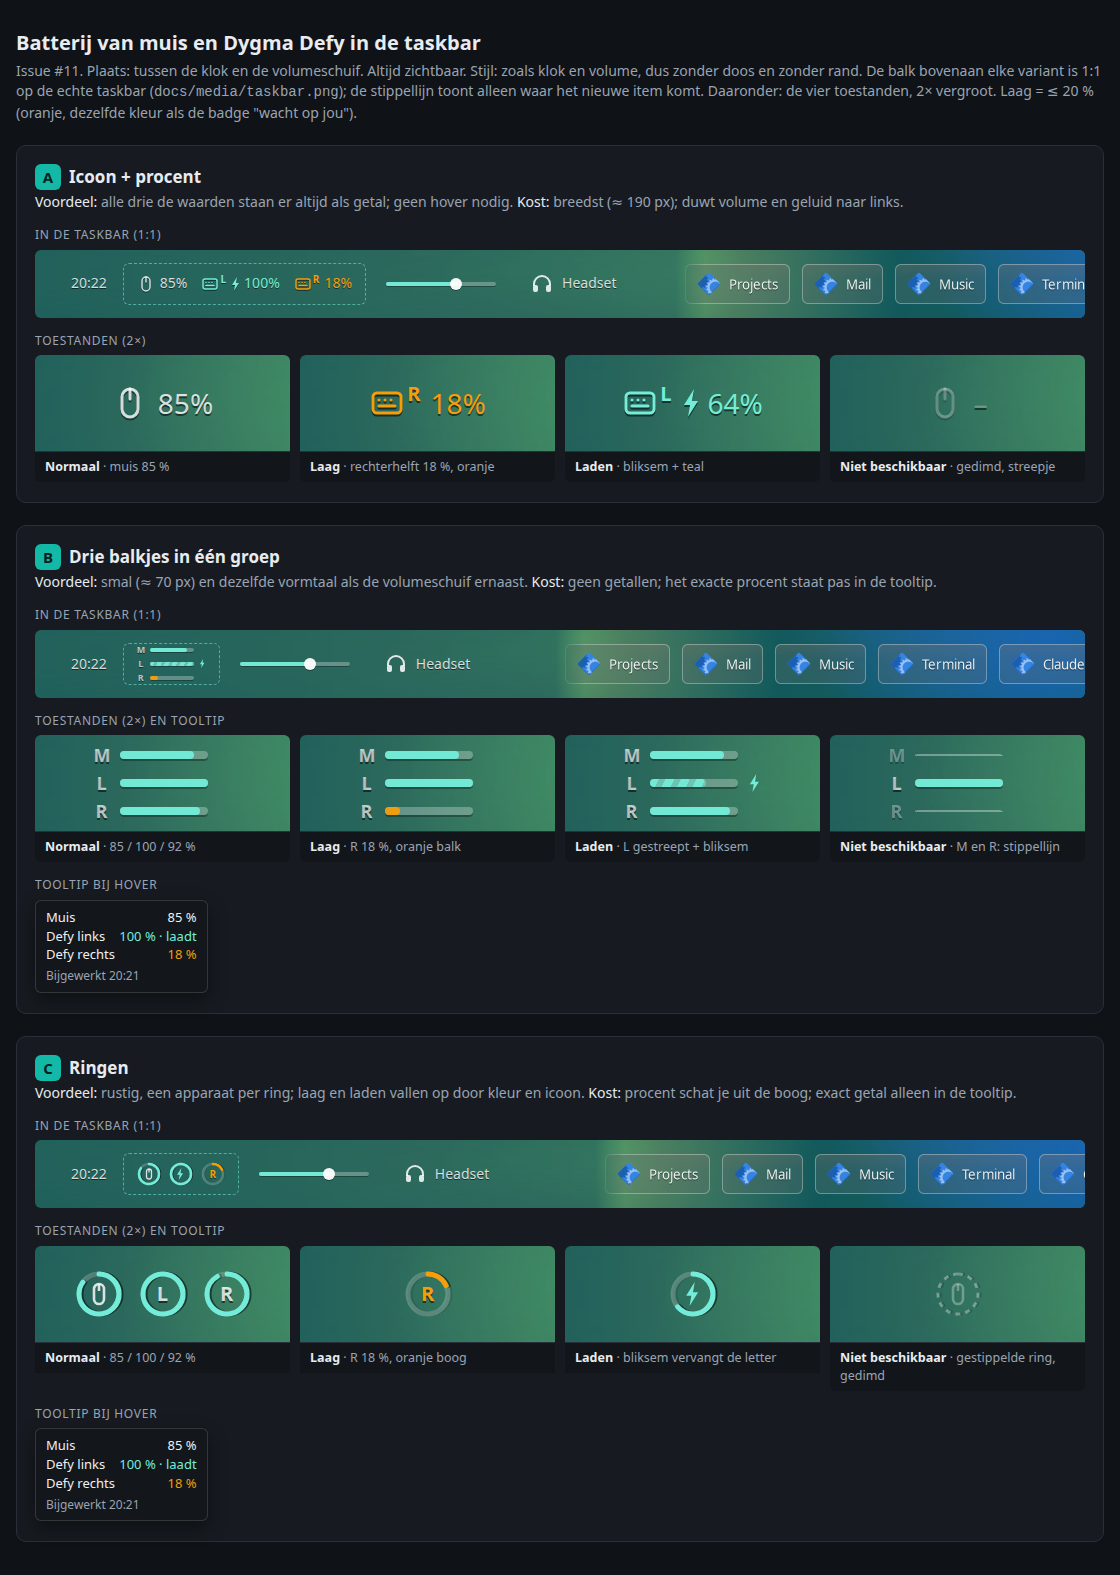 Batterij van muis en Dygma Defy in de taskbar
Issue #11. Plaats: tussen de klok en de volumeschuif. Altijd zichtbaar. Stijl: zoals klok en volume, dus zonder doos en zonder rand. De balk bovenaan elke variant is 1:1
op de echte taskbar (docs/media/taskbar.png); de stippellijn toont alleen waar het nieuwe item komt. Daaronder: de vier toestanden, 2× vergroot. Laag = ≤ 20 %
(oranje, dezelfde kleur als de badge "wacht op jou").
A Icoon + procent
Voordeel: alle drie de waarden staan er altijd als getal; geen hover nodig. Kost: breedst (≈ 190 px); duwt volume en geluid naar links.
IN DE TASKBAR (1:1)
20:22 85% L 100% R 18% Headset Projects Mail Music Termin
TOESTANDEN (2×)
85% R 18% L 64% –
Normaal · muis 85 % Laag · rechterhelft 18 %, oranje Laden · bliksem + teal Niet beschikbaar · gedimd, streepje
B Drie balkjes in één groep
Voordeel: smal (≈ 70 px) en dezelfde vormtaal als de volumeschuif ernaast. Kost: geen getallen; het exacte procent staat pas in de tooltip.
IN DE TASKBAR (1:1)
M
20:22 L Headset Projects Mail Music Terminal Claude
R
TOESTANDEN (2×) EN TOOLTIP
M M M M
L L L L
R R R R
Normaal · 85 / 100 / 92 % Laag · R 18 %, oranje balk Laden · L gestreept + bliksem Niet beschikbaar · M en R: stippellijn
TOOLTIP BIJ HOVER
Muis 85 %
Defy links 100 % · laadt
Defy rechts 18 %
Bijgewerkt 20:21
C Ringen
Voordeel: rustig, een apparaat per ring; laag en laden vallen op door kleur en icoon. Kost: procent schat je uit de boog; exact getal alleen in de tooltip.
IN DE TASKBAR (1:1)
20:22 R Headset Projects Mail Music Terminal
TOESTANDEN (2×) EN TOOLTIP
L R R
Normaal · 85 / 100 / 92 % Laag · R 18 %, oranje boog Laden · bliksem vervangt de letter Niet beschikbaar · gestippelde ring,
gedimd
TOOLTIP BIJ HOVER
Muis 85 %
Defy links 100 % · laadt
Defy rechts 18 %
Bijgewerkt 20:21